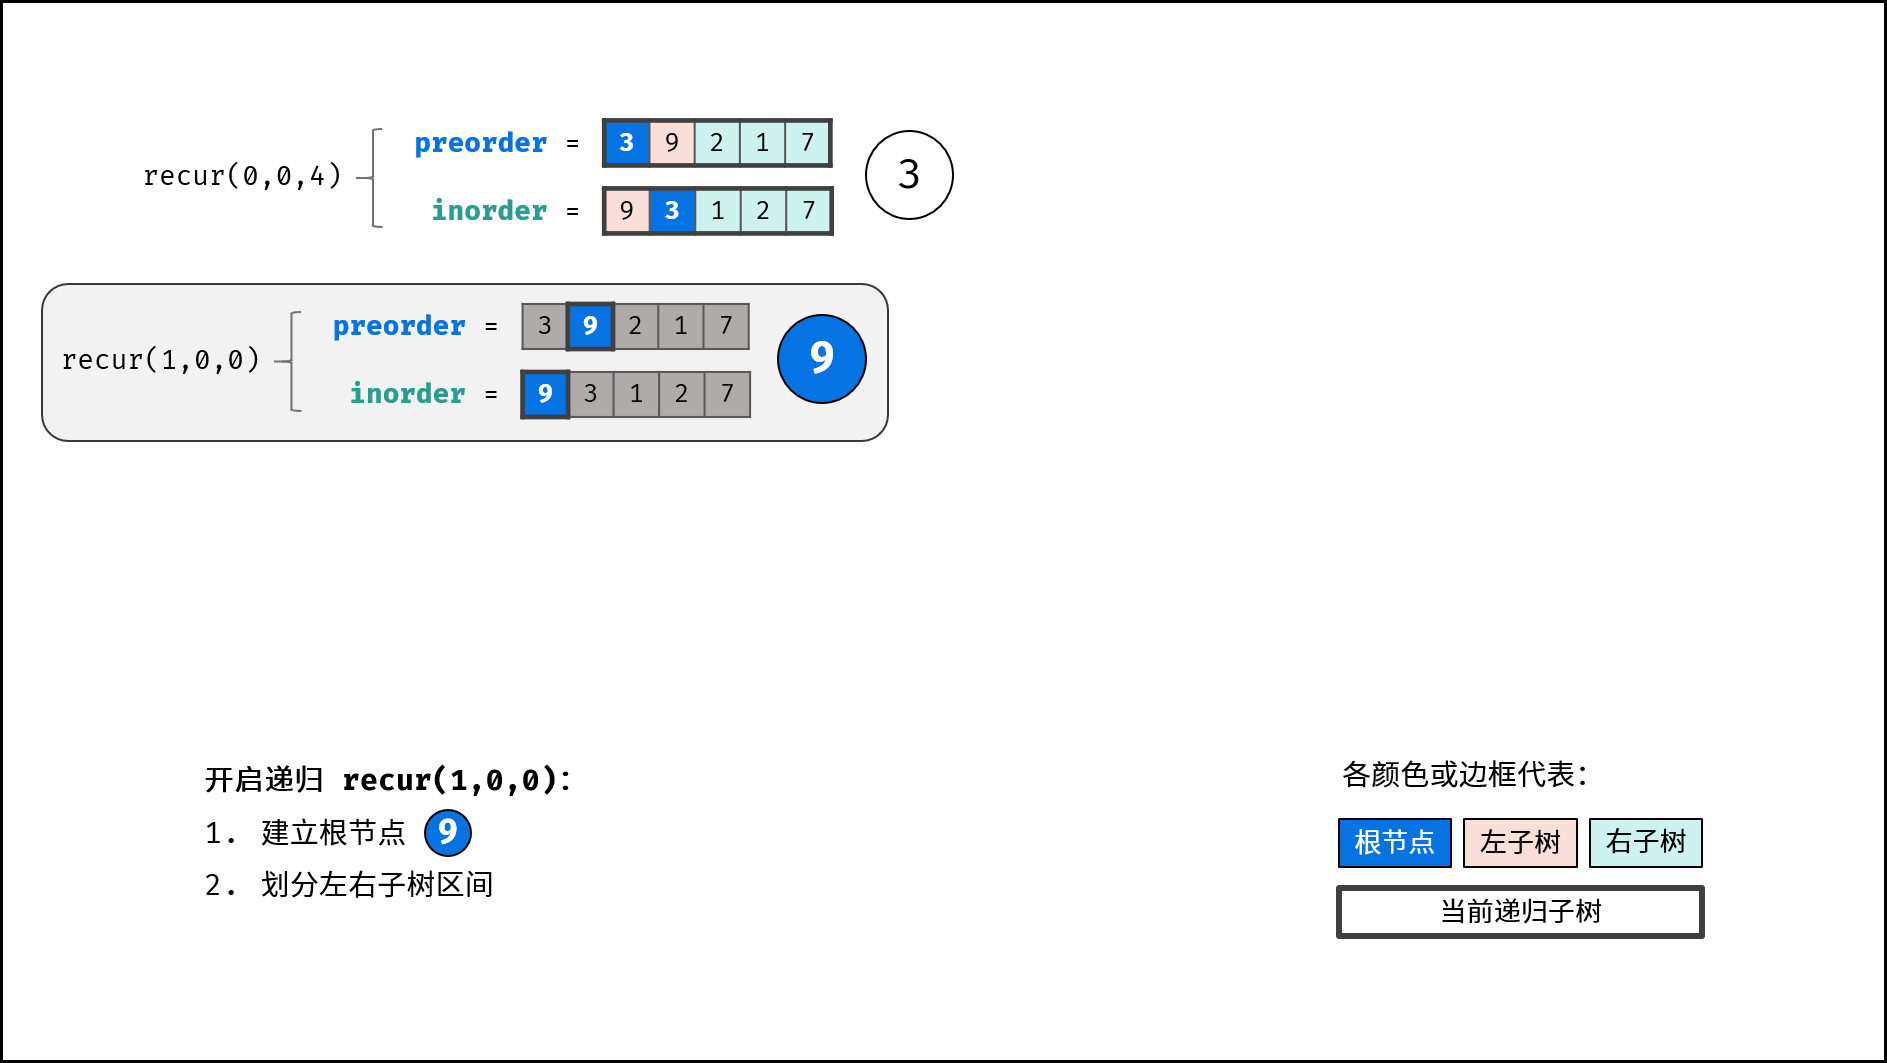 recur(0,0,4)
preorder = 3 9 2 1 7
inorder = 9 3 1 2 7
3
recur(1,0,0)
preorder = 3 9 2 1 7
inorder = 9 3 1 2 7
9
开启递归 recur(1,0,0):
1. 建立根节点 9
2. 划分左右子树区间
各颜色或边框代表：
根节点 左子树 右子树
当前递归子树